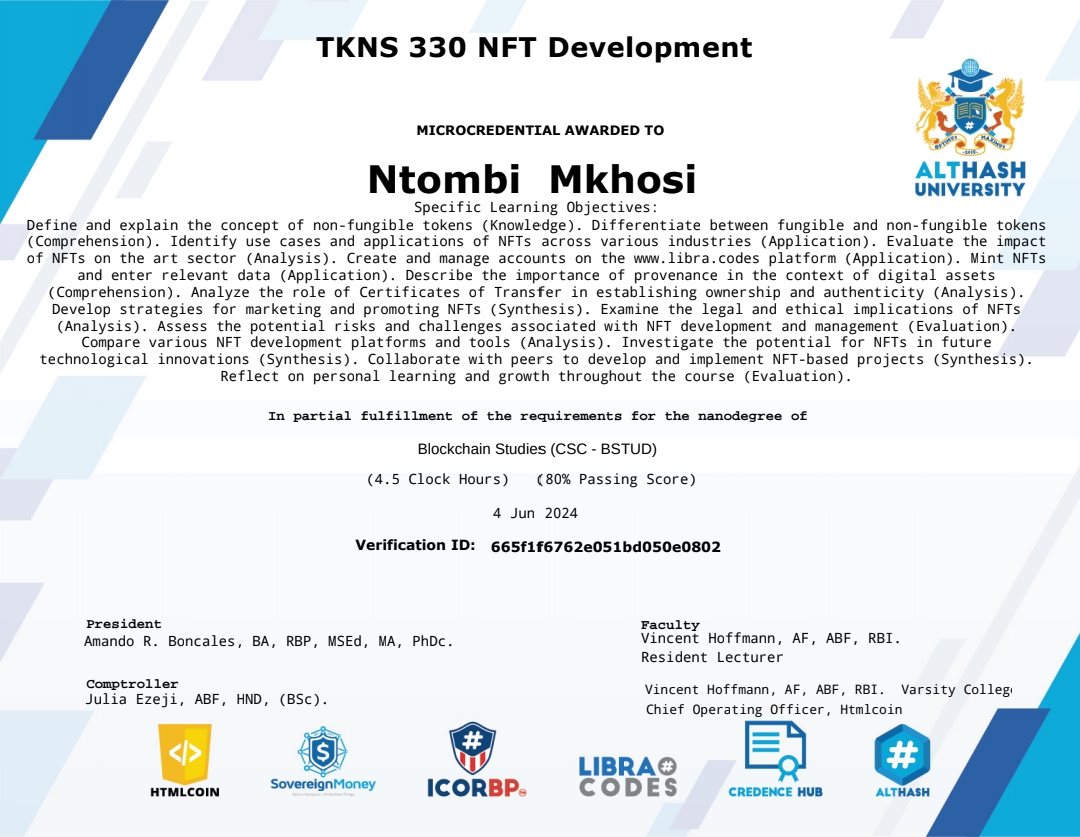 TKNS 330 NFT Development
MICROCREDENTIAL AWARDED TO
ALTHASH
UNIVERSITY
Ntombi Mkhosi
Specific Learning Objectives:
Define and explain the concept of non-fungible tokens (Knowledge). Differentiate between fungible and non-fungible tokens
(Comprehension). Identify use cases and applications of NFTs across various industries (Application). Evaluate the impact
of NFTs on the art sector (Analysis). Create and manage accounts on the www.libra.codes platform (Application). Mint NFTs
and enter relevant data (Application). Describe the importance of provenance in the context of digital assets
(Comprehension). Analyze the role of Certificates of Transfer in establishing ownership and authenticity (Analysis).
Develop strategies for marketing and promoting NFTs (Synthesis). Examine the legal and ethical implications of NFTs
(Analysis). Assess the potential risks and challenges associated with NFT development and management (Evaluation).
Compare various NFT development platforms and tools (Analysis). Investigate the potential for NFTs in future
technological innovations (Synthesis). Collaborate with peers to develop and implement NFT-based projects (Synthesis).
Reflect on personal learning and growth throughout the course (Evaluation).
In partial fulfillment of the requirements for the nanodegree of
Blockchain Studies (CSC - BSTUD)
(4.5 Clock Hours) (80% Passing Score)
4 Jun 2024
Verification ID: 665f1f6762e051bd050e0802
President
Amando R. Boncales, BA, RBP, MSEd, MA, PhDc.
Faculty
Vincent Hoffmann, AF, ABF, RBI.
Resident Lecturer
Comptroller
Julia Ezeji, ABF, HND, (BSc).
Vincent Hoffmann, AF, ABF, RBI. Varsity College
Chief Operating Officer, Htmlcoin
HTMLCOIN
SovereignMoney
ICORBP
LIBRA#
CODES
CREDENCE HUB
ALTHASH